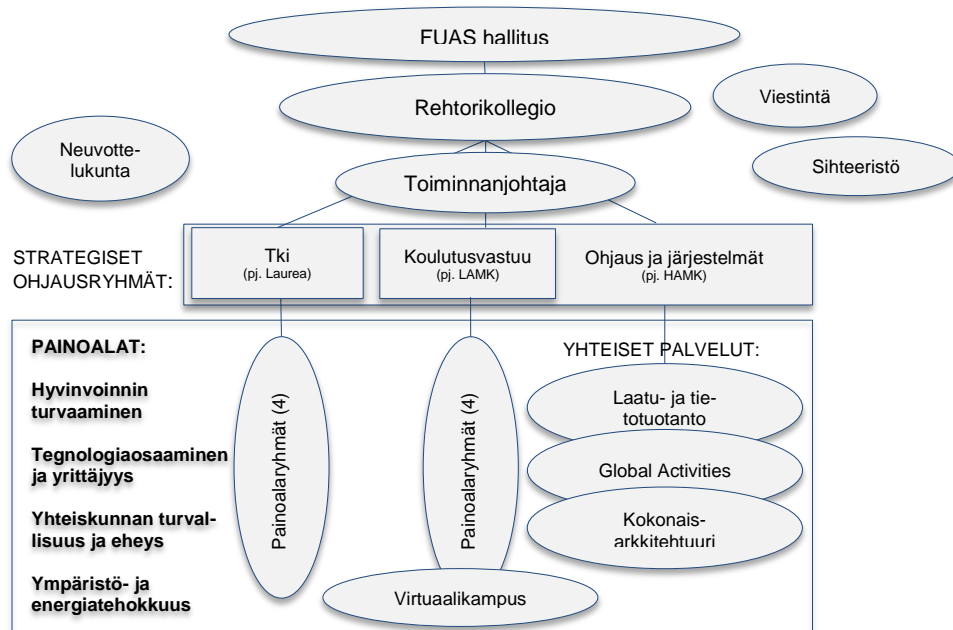 FUAS hallitus
Rehtorikollegio
Viestintä
Neuvotte-
lukunta
Sihteeristö
Toiminnanjohtaja
STRATEGISET
OHJAUSRYHMÄT:
Tki
(pj. Laurea)
Koulutusvastuu
(pj. LAMK)
Ohjaus ja järjestelmät
(pj. HAMK)
PAINOALAT:
Hyvinvoinnin
turvaaminen
Tegnologiaosaaminen
ja yrittäjyys
Yhteiskunnan turval-
lisuus ja eheys
Ympäristö- ja
energiatehokkuus
Painoalaryhmät (4)
Painoalaryhmät (4)
Virtuaalikampus
YHTEISET PALVELUT:
Laatu- ja tie-
totuotanto
Global Activities
Kokonais-
arkkitehtuuri